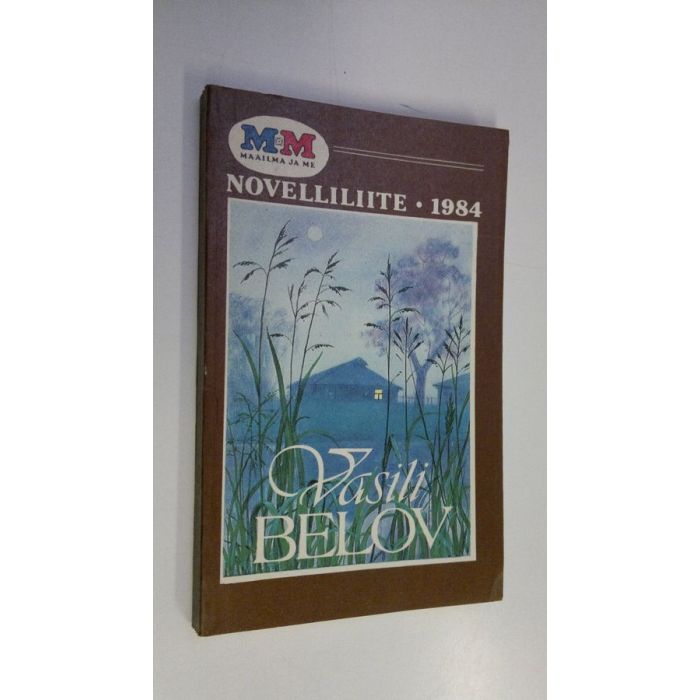 M&M
MAAILMA JA ME
NOVELLILIITE • 1984
Vasili
BELOV